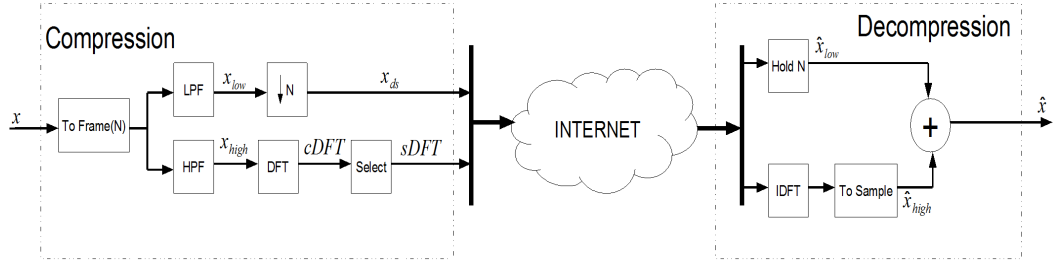 Compression
x
To Frame(N)
LPF
x_low
↓N
x_ds
HPF
x_high
DFT
cDFT
Select
sDFT
INTERNET
Decompression
Hold N
x̂_low
+
x̂
IDFT
To Sample
x̂_high